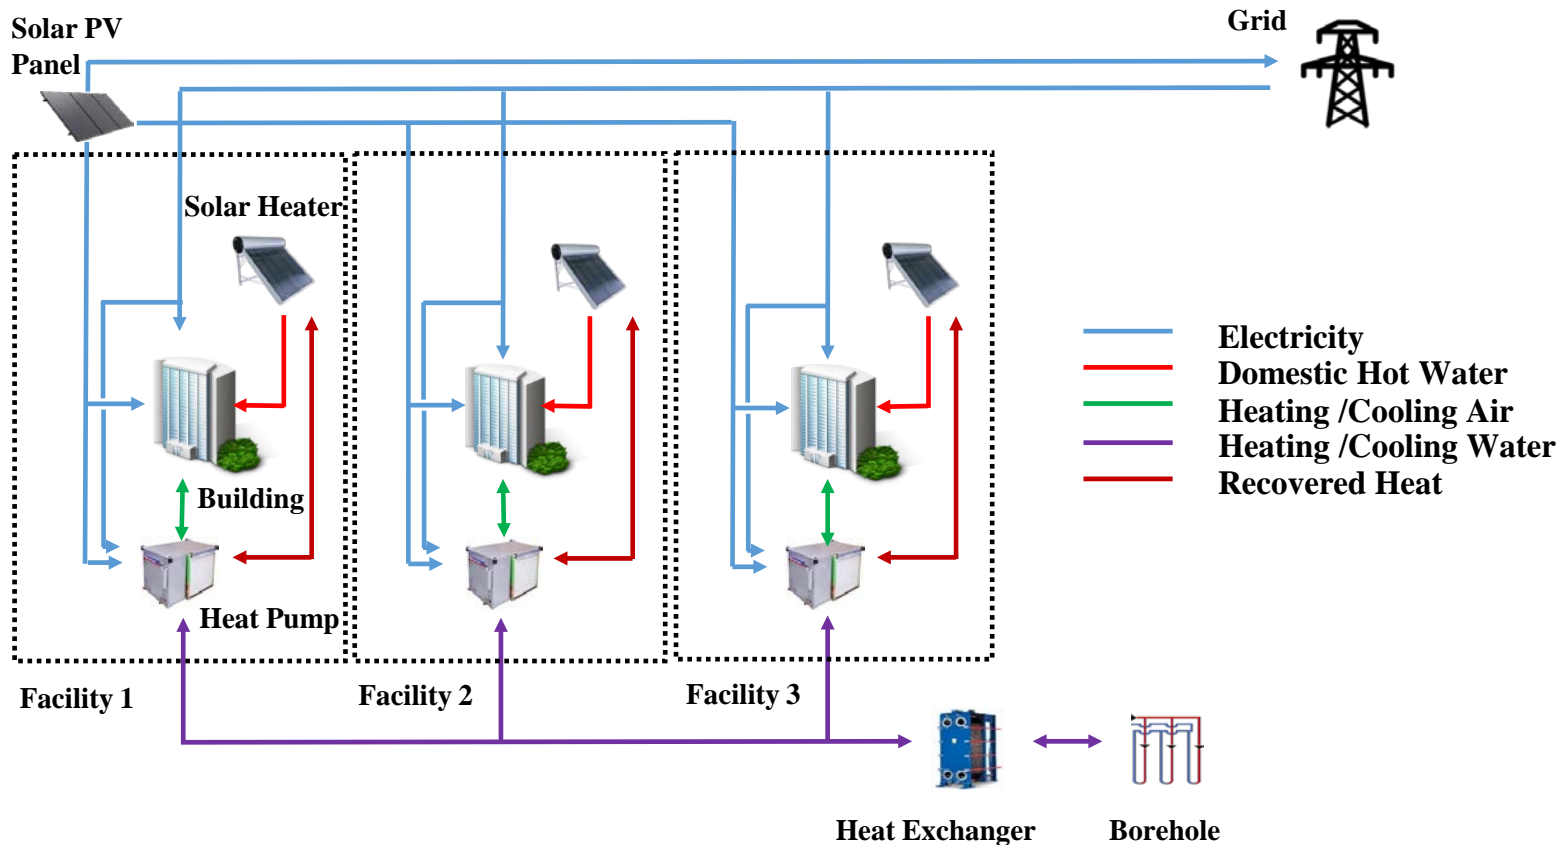 Solar PV
Panel
Grid
Solar Heater
Electricity
Domestic Hot Water
Heating /Cooling Air
Heating /Cooling Water
Recovered Heat
Building
Heat Pump
Facility 1
Facility 2
Facility 3
Heat Exchanger
Borehole